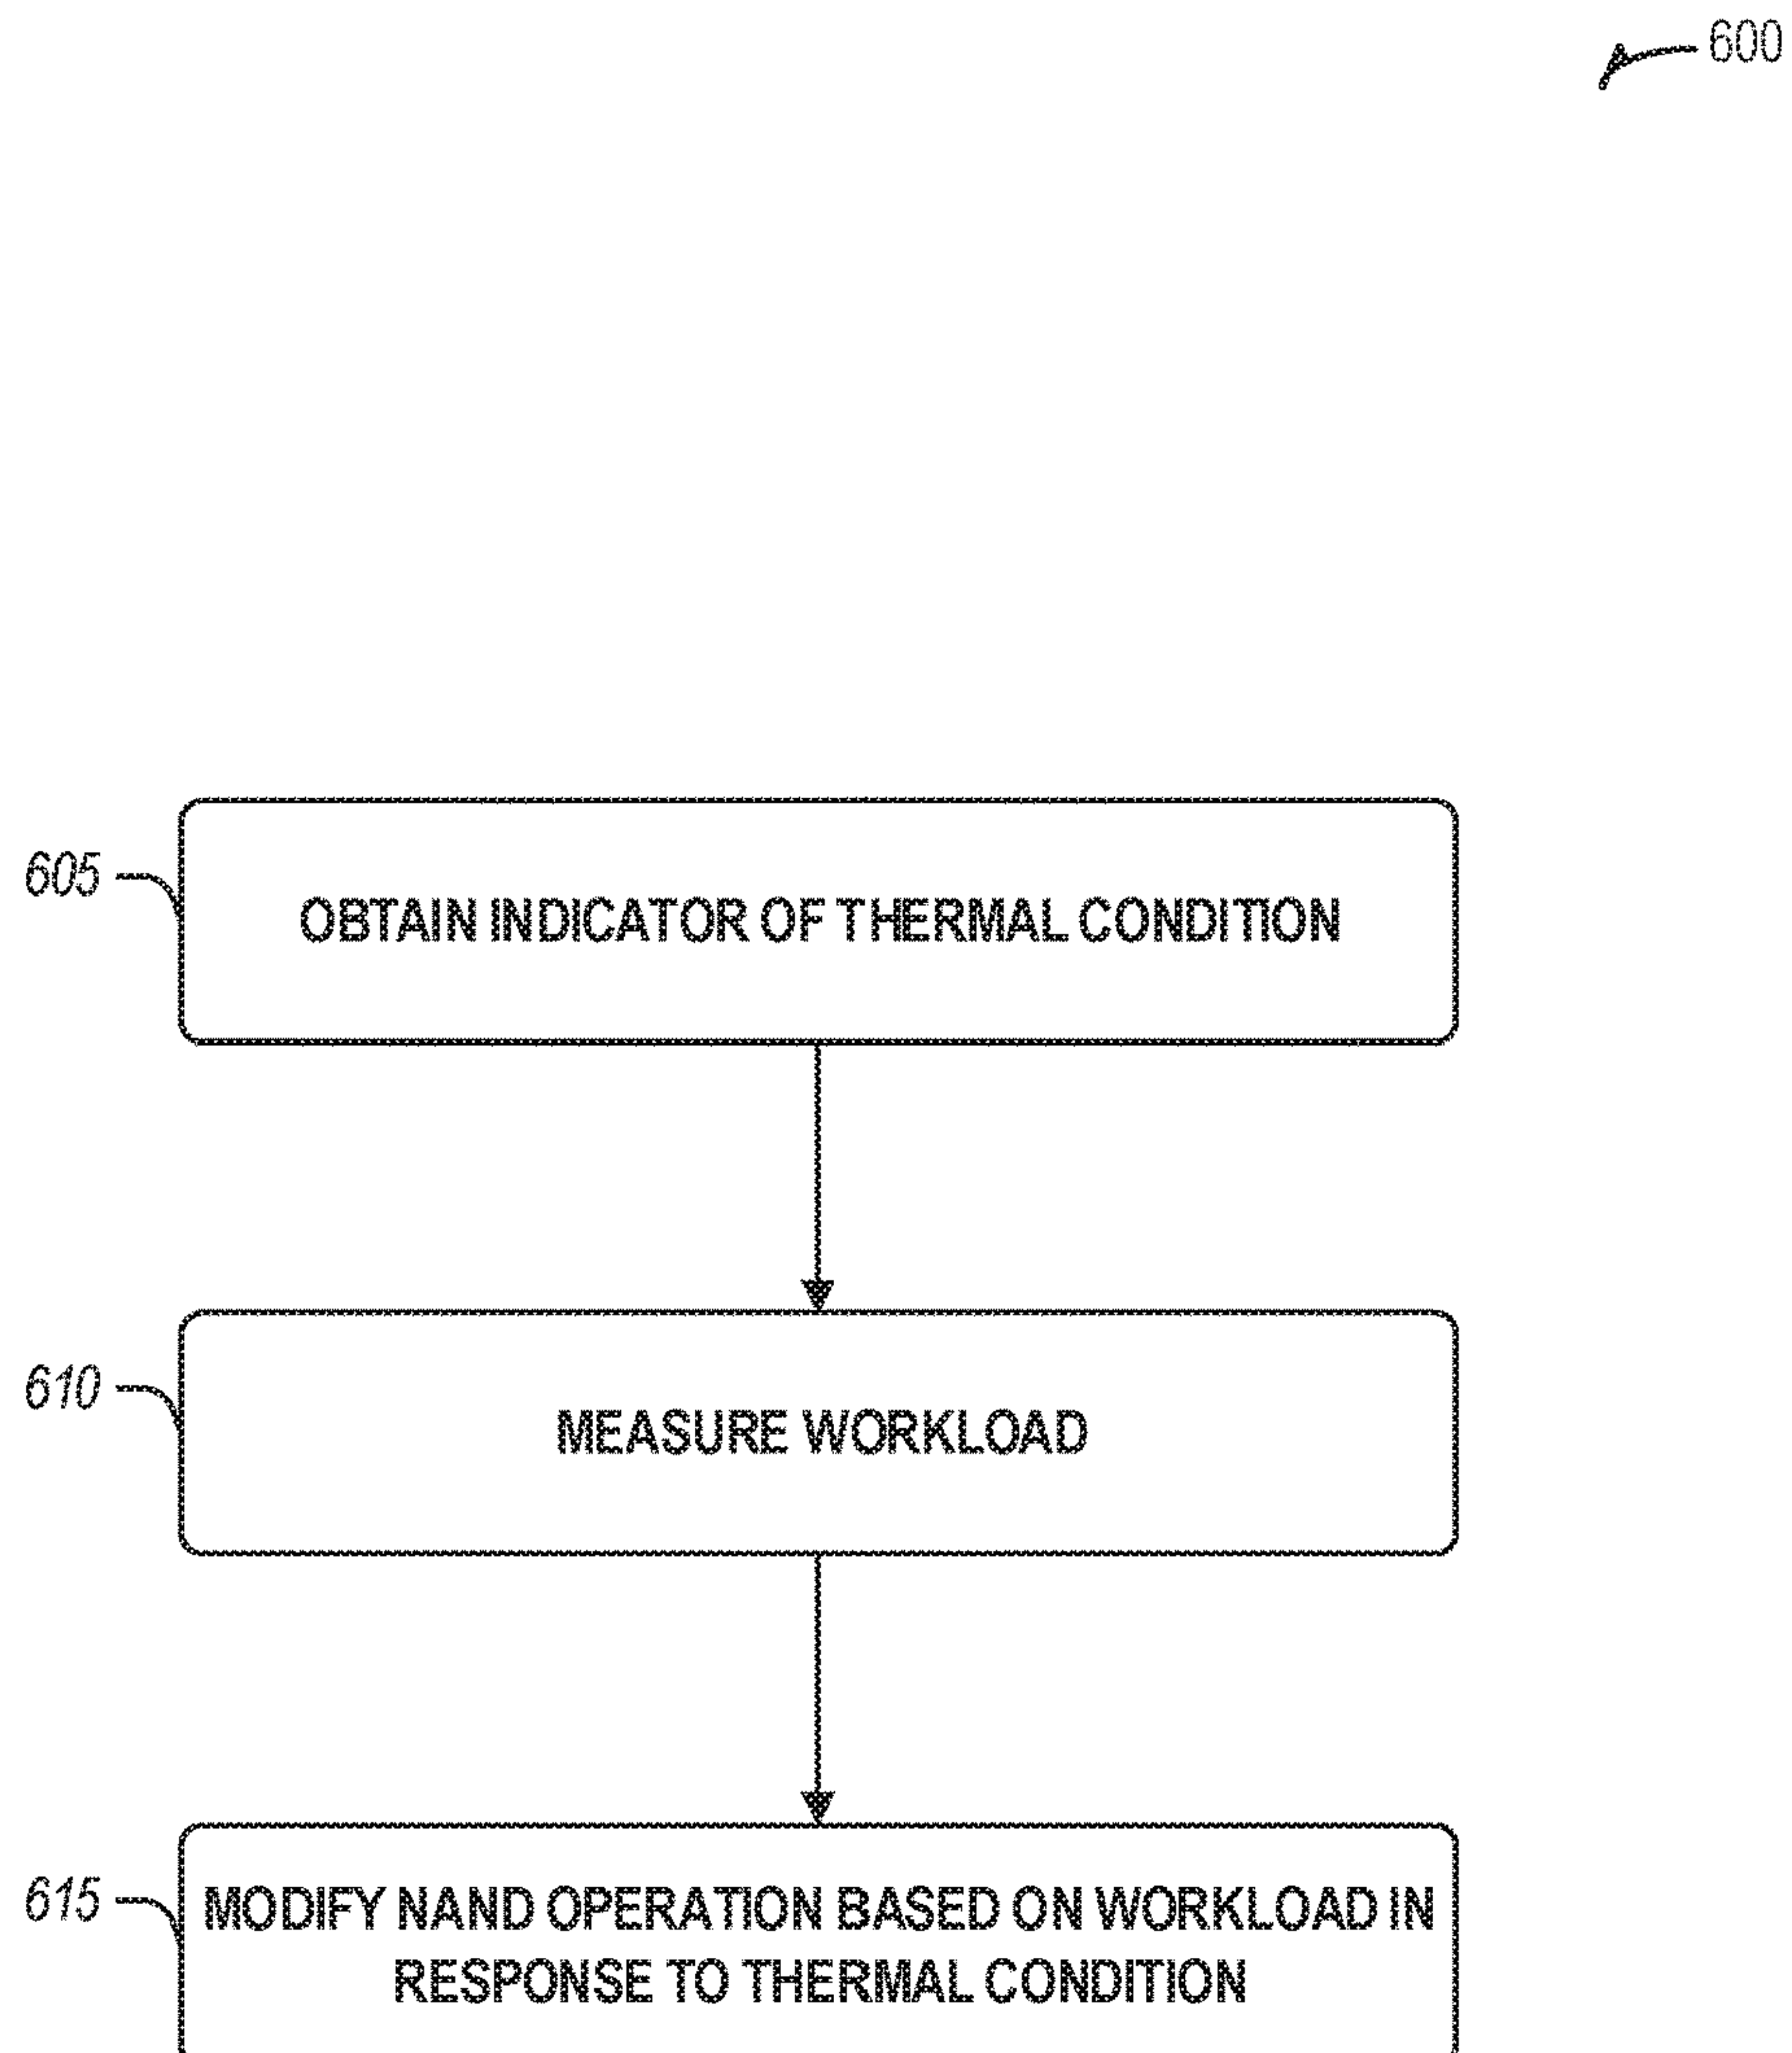 600
605
OBTAIN INDICATOR OF THERMAL CONDITION
610
MEASURE WORKLOAD
615
MODIFY NAND OPERATION BASED ON WORKLOAD IN
RESPONSE TO THERMAL CONDITION